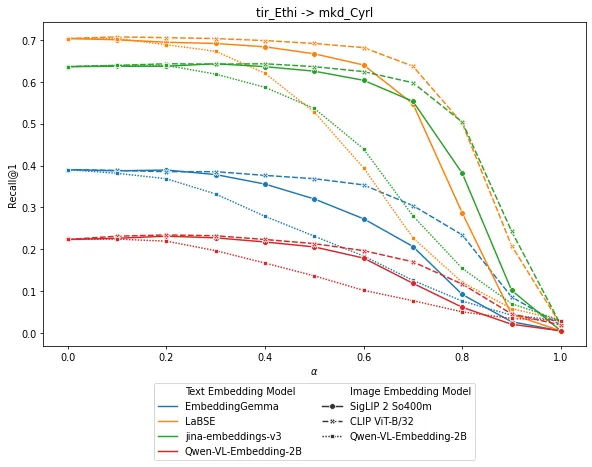 tir_Ethi -> mkd_Cyrl
Recall@1
0.7
0.6
0.5
0.4
0.3
0.2
0.1
0.0
0.0 0.2 0.4 0.6 0.8 1.0
α
Text Embedding Model
EmbeddingGemma
LaBSE
jina-embeddings-v3
Qwen-VL-Embedding-2B
Image Embedding Model
SigLIP 2 So400m
CLIP ViT-B/32
Qwen-VL-Embedding-2B